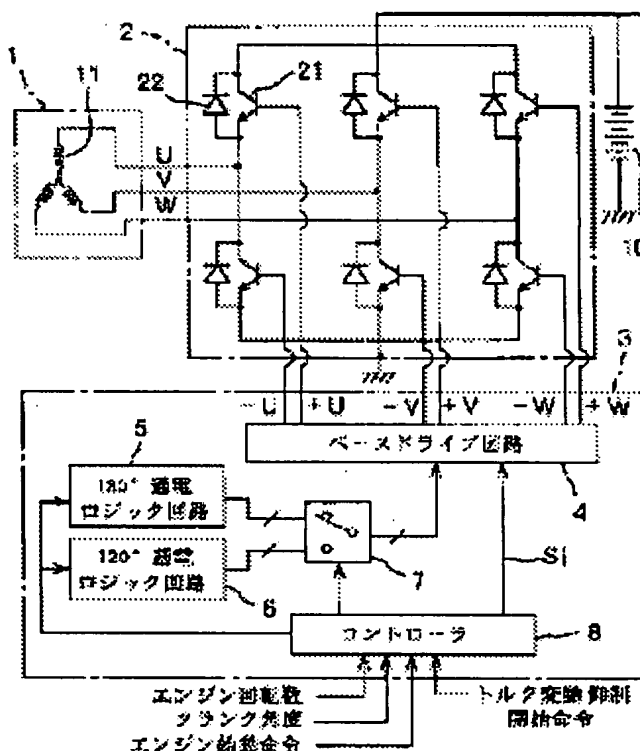 2
1
11
22
21
U
V
W
10
3
-U +U -V +V -W +W
ベースドライブ回路
4
5
180° 通電
ロジック回路
120° 通電
ロジック回路
6
7
S1
コントローラ
8
エンジン回転数
クランク角度
エンジン始動命令
トルク変動抑制
開始命令